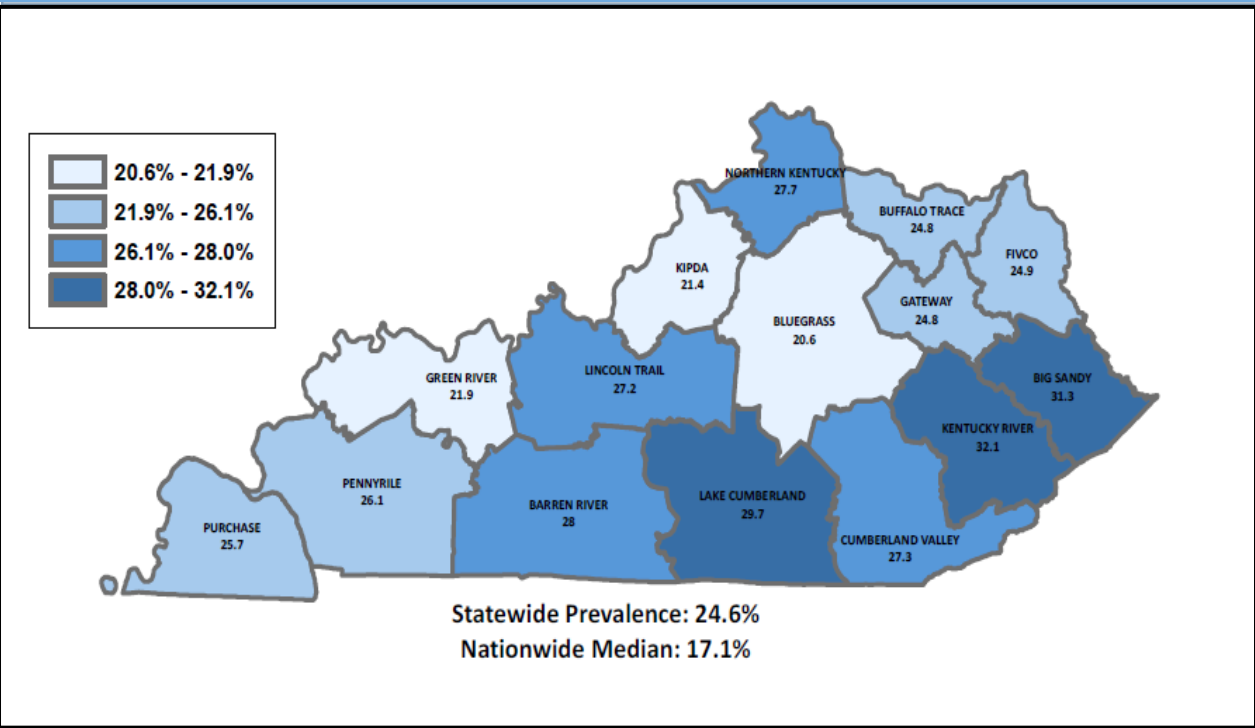 20.6% - 21.9%
21.9% - 26.1%
26.1% - 28.0%
28.0% - 32.1%
NORTHERN KENTUCKY
27.7
BUFFALO TRACE
24.8
FIVCO
24.9
KIPDA
21.4
GATEWAY
24.8
BLUEGRASS
20.6
LINCOLN TRAIL
27.2
GREEN RIVER
21.9
BIG SANDY
31.3
KENTUCKY RIVER
32.1
PENNYRILE
26.1
LAKE CUMBERLAND
29.7
BARREN RIVER
28
PURCHASE
25.7
CUMBERLAND VALLEY
27.3
Statewide Prevalence: 24.6%
Nationwide Median: 17.1%